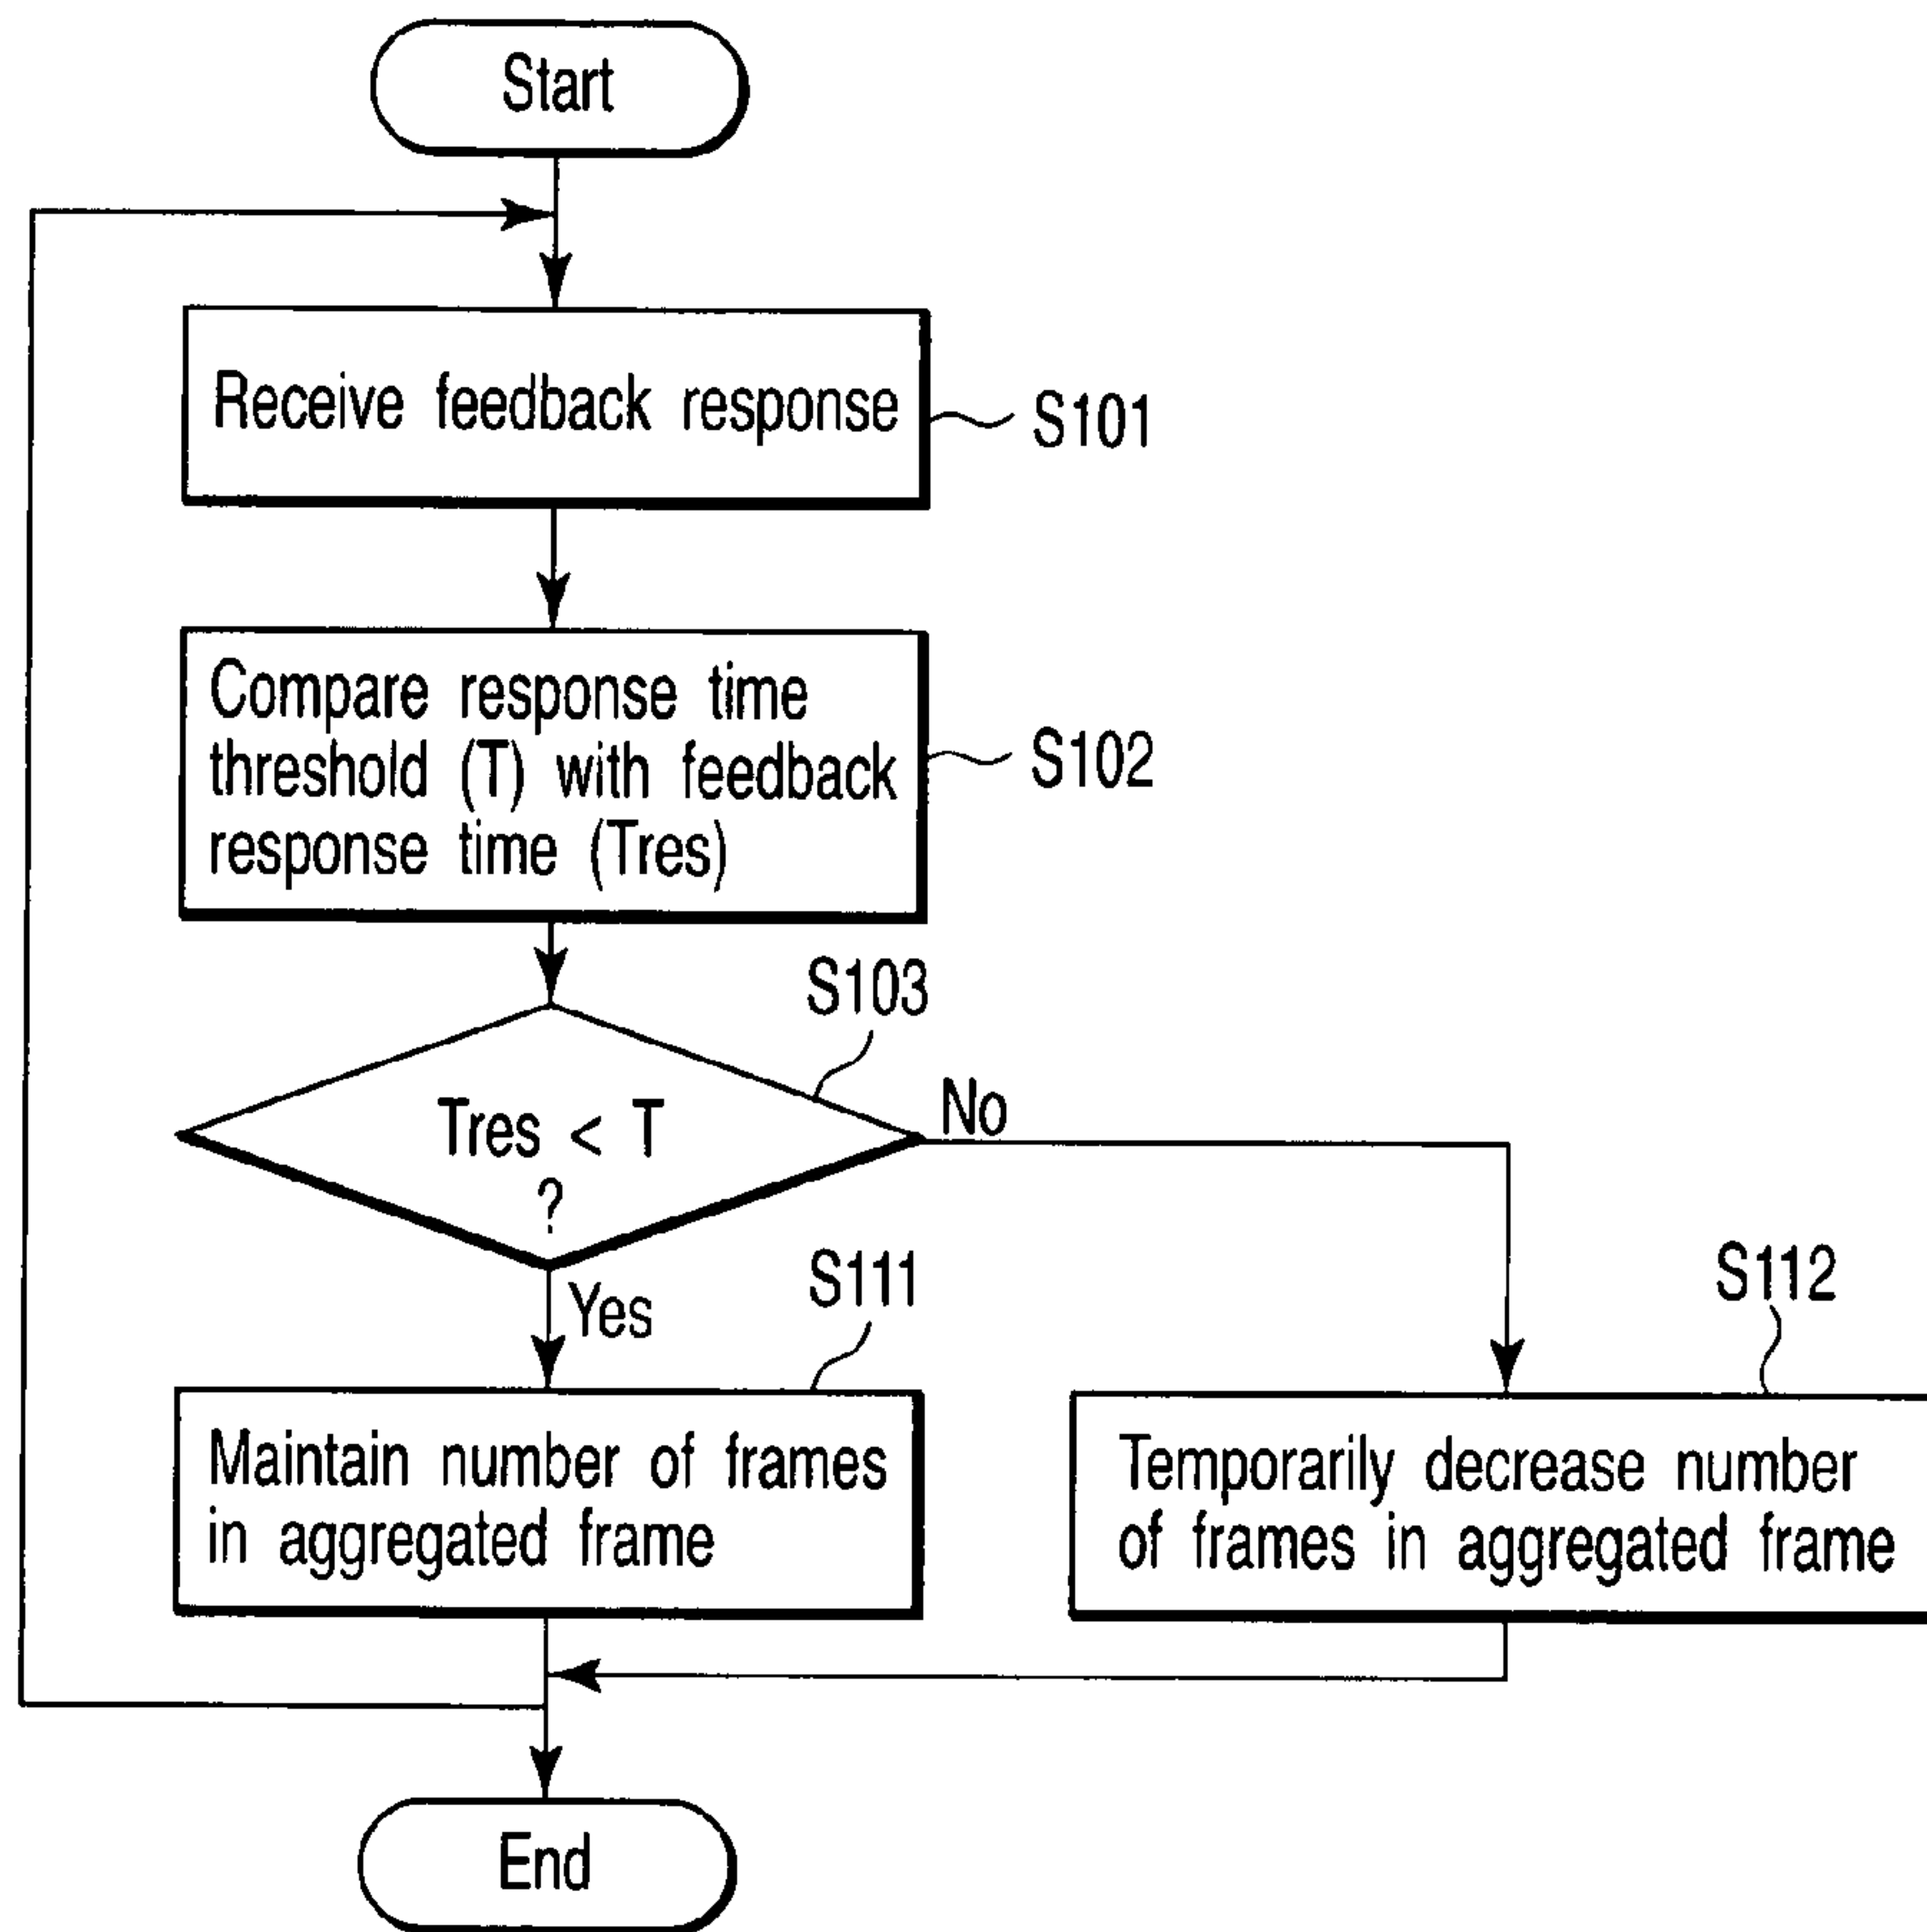 Start
Receive feedback response
S101
Compare response time
threshold (T) with feedback
response time (Tres)
S102
S103
Tres < T
?
No
Yes
S111
S112
Maintain number of frames
in aggregated frame
Temporarily decrease number
of frames in aggregated frame
End